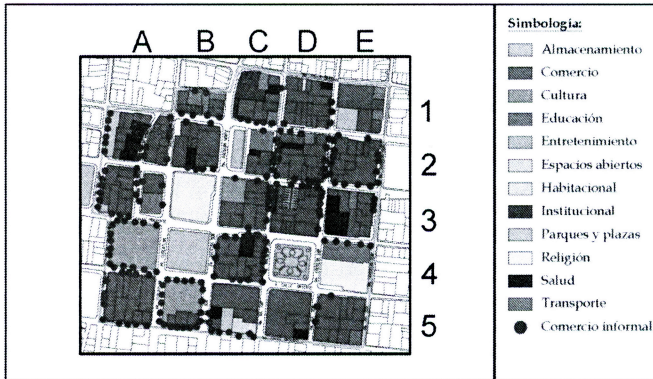 A B C D E
1
2
3
4
5
Simbología:
Almacenamiento
Comercio
Cultura
Educación
Entretenimiento
Espacios abiertos
Habitacional
Institucional
Parques y plazas
Religión
Salud
Transporte
Comercio informal